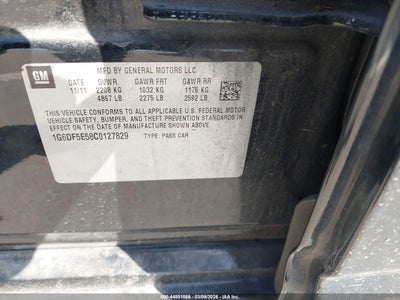 GM
MFD BY GENERAL MOTORS LLC
DATE GVWR GAWR FRT GAWR RR
11/11 2208 KG 1032 KG 1176 KG
4867 LB 2275 LB 2592 LB
THIS VEHICLE CONFORMS TO ALL APPLICABLE U.S. FEDERAL MOTOR
VEHICLE SAFETY, BUMPER, AND THEFT PREVENTION STANDARDS IN
EFFECT ON THE DATE OF MANUFACTURE SHOWN ABOVE.
1G6DF5E58C0127829 TYPE: PASS CAR